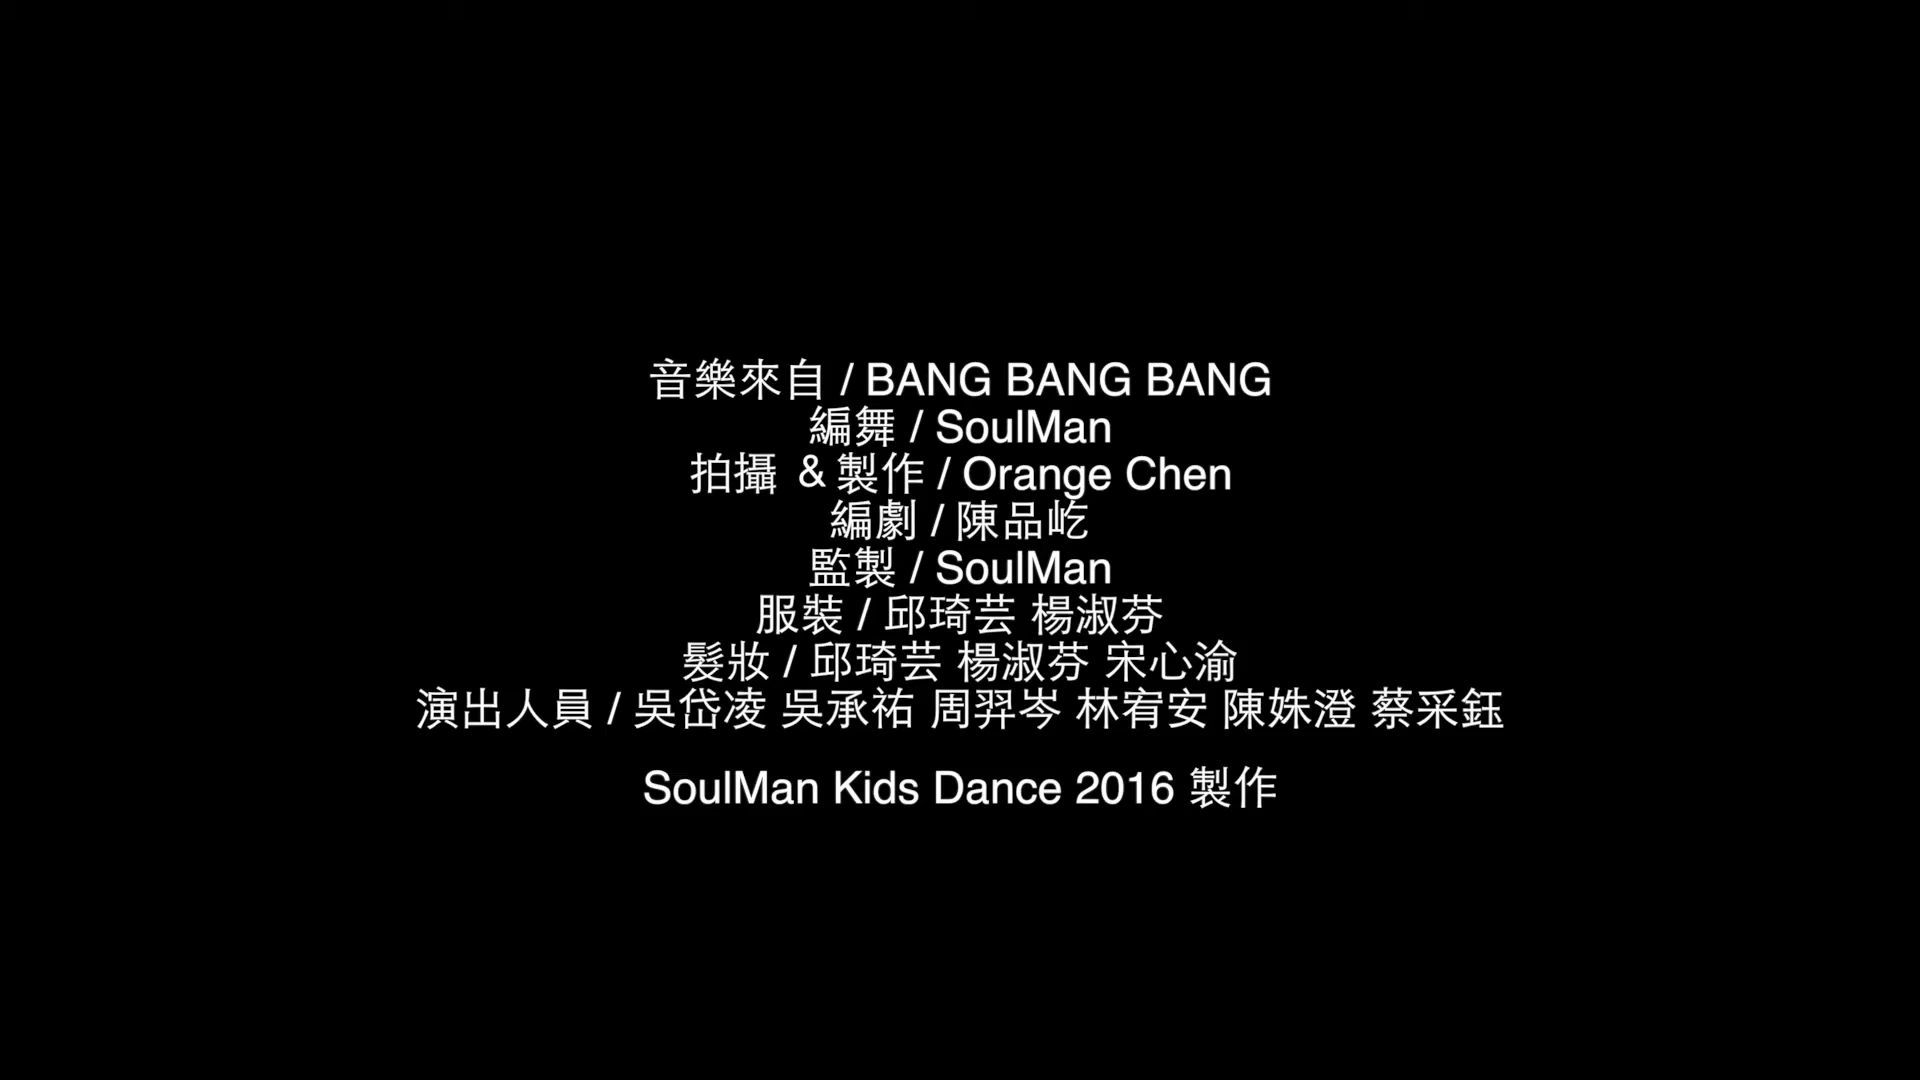 音樂來自 / BANG BANG BANG
編舞 / SoulMan
拍攝 & 製作 / Orange Chen
編劇 / 陳品屹
監製 / SoulMan
服裝 / 邱琦芸 楊淑芬
髮妝 / 邱琦芸 楊淑芬 宋心渝
演出人員 / 吳岱凌 吳承祐 周羿岑 林宥安 陳姝澄 蔡采鈺
SoulMan Kids Dance 2016 製作